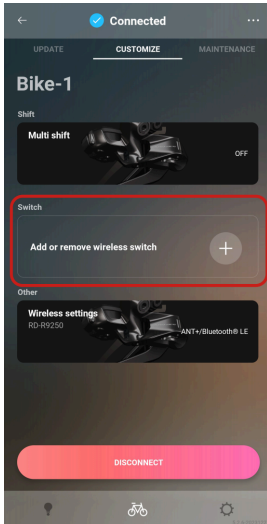 Connected
UPDATE CUSTOMIZE MAINTENANCE
Bike-1
Shift
Multi shift
OFF
Switch
Add or remove wireless switch
Other
Wireless settings
RD-R9250
ANT+/Bluetooth® LE
DISCONNECT